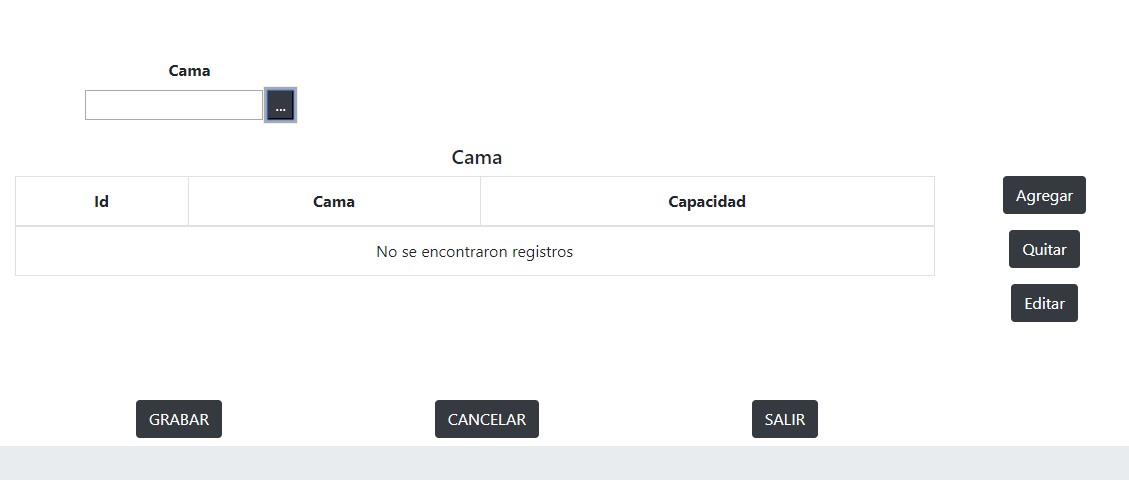 Cama
...
Cama
Id Cama Capacidad
No se encontraron registros
Agregar
Quitar
Editar
GRABAR CANCELAR SALIR